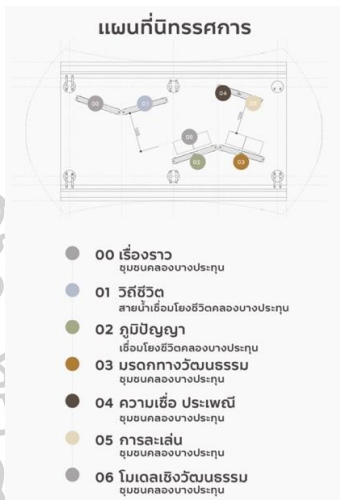 แผนที่นิทรรศการ
00
01
04
05
02
03
00 เรื่องราว
ชุมชนคลองบางประทุน
01 วิถีชีวิต
สายน้ำเชื่อมโยงชีวิตคลองบางประทุน
02 ภูมิปัญญา
เชื่อมโยงชีวิตคลองบางประทุน
03 มรดกทางวัฒนธรรม
ชุมชนคลองบางประทุน
04 ความเชื่อ ประเพณี
ชุมชนคลองบางประทุน
05 การละเล่น
ชุมชนคลองบางประทุน
06 โมเดลเชิงวัฒนธรรม
ชุมชนคลองบางประทุน